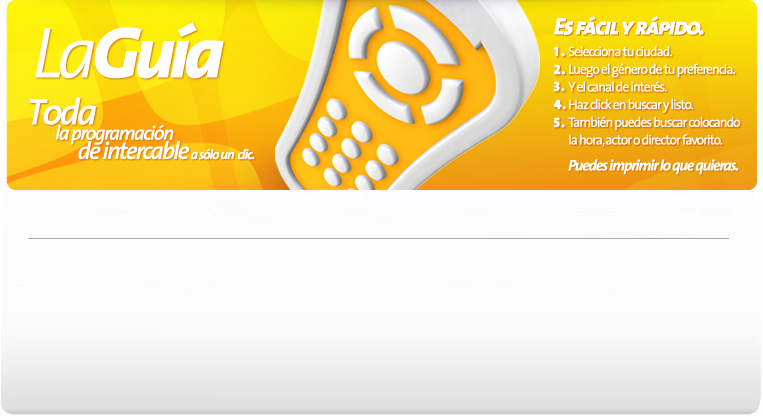 LaGuía
Toda
la programación
de intercable a sólo un clic.
Es fácil y rápido.
1. Selecciona tu ciudad.
2. Luego el género de tu preferencia.
3. Y el canal de interés.
4. Haz click en buscar y listo.
5. También puedes buscar colocando
la hora, actor o director favorito.
Puedes imprimir lo que quieras.